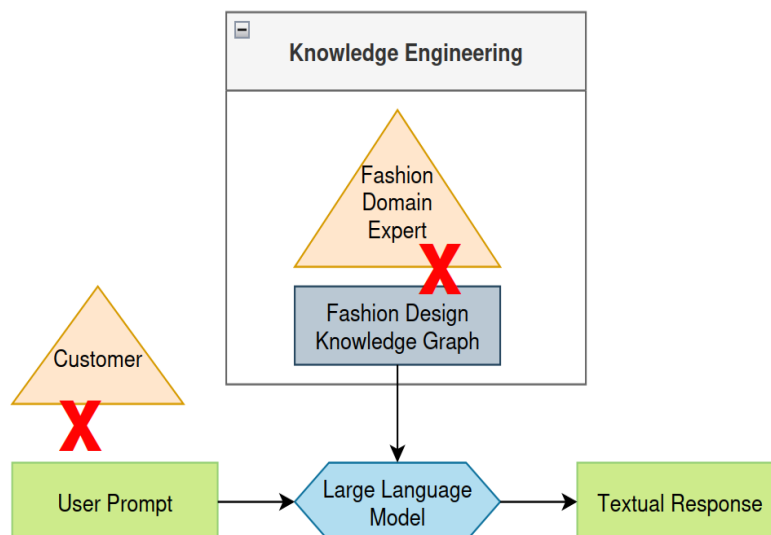 Knowledge Engineering
Fashion
Domain
Expert
X
Fashion Design
Knowledge Graph
Customer
X
User Prompt
Large Language
Model
Textual Response